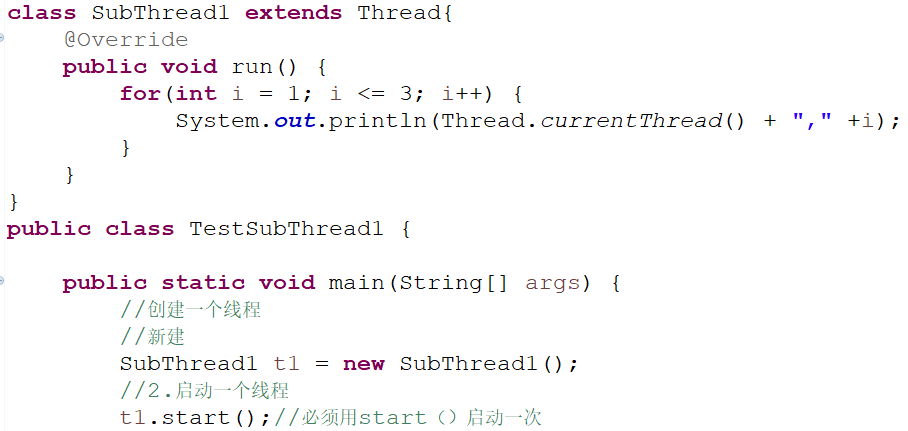 class SubThread1 extends Thread{
@Override
public void run() {
for(int i = 1; i <= 3; i++) {
System.out.println(Thread.currentThread() + "," +i);
}
}
}
public class TestSubThread1 {
public static void main(String[] args) {
//创建一个线程
//新建
SubThread1 t1 = new SubThread1();
//2.启动一个线程
t1.start();//必须用start（）启动一次